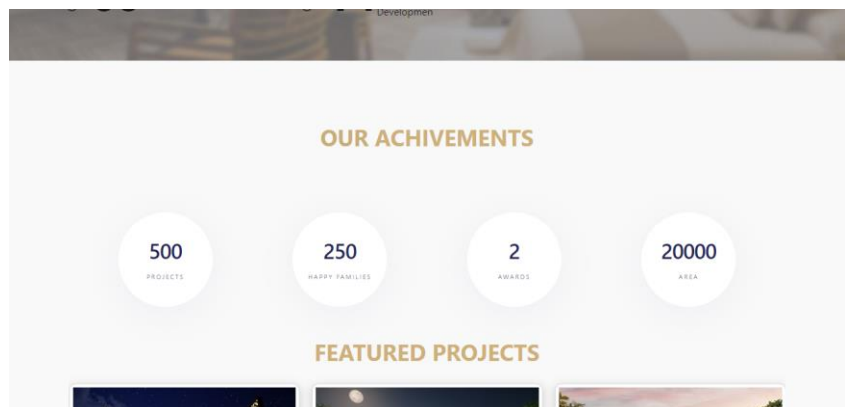 Developmen
OUR ACHIVEMENTS
500
PROJECTS
250
HAPPY FAMILIES
2
AWARDS
20000
AREA
FEATURED PROJECTS